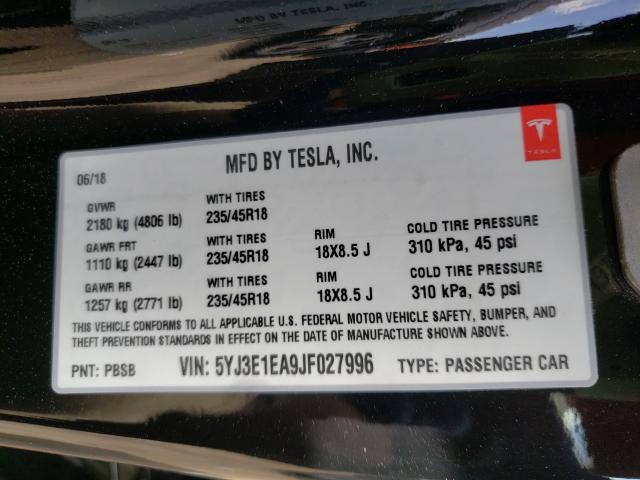 MFD BY TESLA, INC.
MFD BY TESLA, INC.
TESLA
06/18
GVWR WITH TIRES
2180 kg (4806 lb) 235/45R18
GAWR FRT WITH TIRES RIM COLD TIRE PRESSURE
1110 kg (2447 lb) 235/45R18 18X8.5 J 310 kPa, 45 psi
GAWR RR WITH TIRES RIM COLD TIRE PRESSURE
1257 kg (2771 lb) 235/45R18 18X8.5 J 310 kPa, 45 psi
THIS VEHICLE CONFORMS TO ALL APPLICABLE U.S. FEDERAL MOTOR VEHICLE SAFETY, BUMPER, AND
THEFT PREVENTION STANDARDS IN EFFECT ON THE DATE OF MANUFACTURE SHOWN ABOVE.
PNT: PBSB VIN: 5YJ3E1EA9JF027996 TYPE: PASSENGER CAR